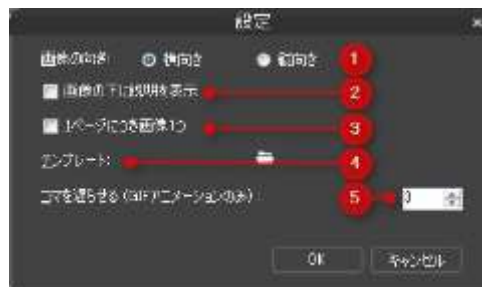 設定
画像の向き ◎ 横向き ● 縦向き 1
画像の下に説明を表示 2
1ページにつき画像1つ 3
テンプレート: 4
コマを遅らせる (GIFアニメーションのみ) 5 3
OK キャンセル